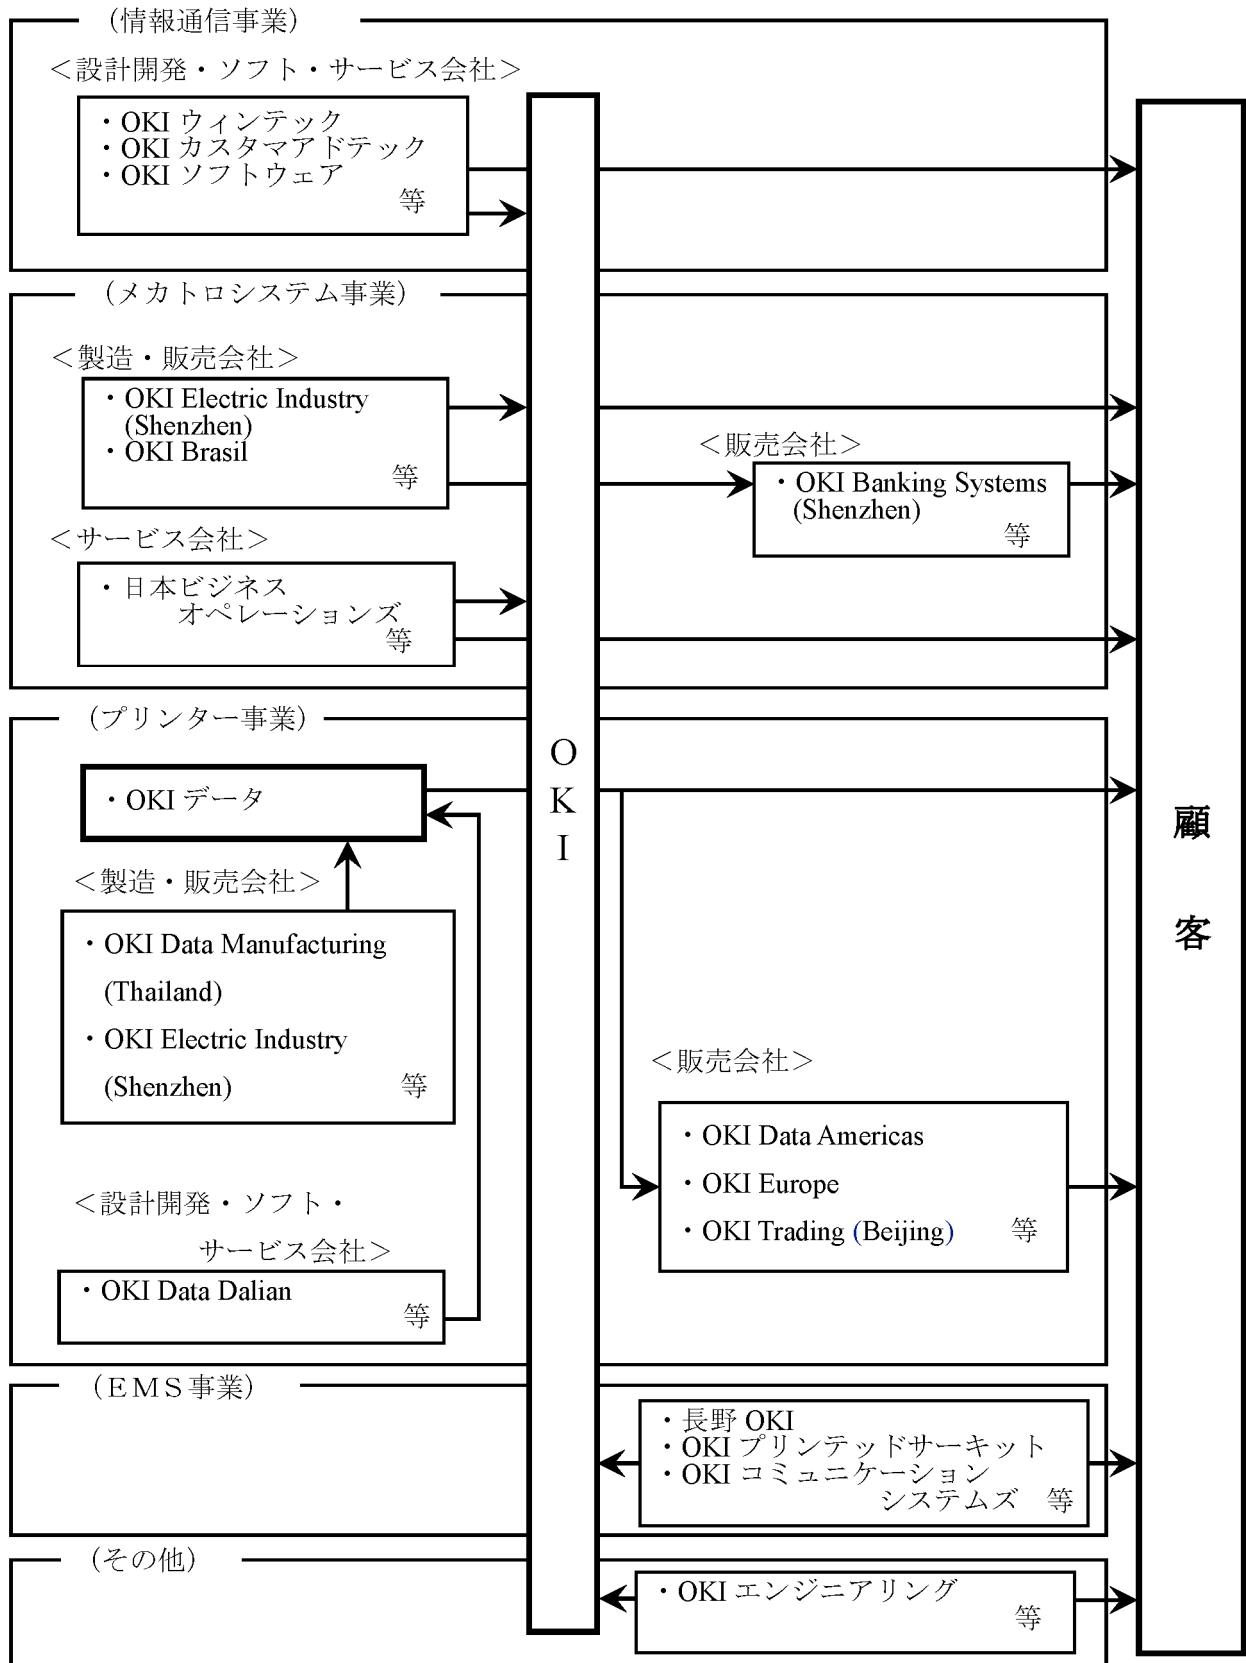 （情報通信事業）
＜設計開発・ソフト・サービス会社＞
・OKI ウィンテック
・OKI カスタマアドテック
・OKI ソフトウェア
等
（メカトロシステム事業）
＜製造・販売会社＞
・OKI Electric Industry
(Shenzhen)
・OKI Brasil
等
＜販売会社＞
・OKI Banking Systems
(Shenzhen)
等
＜サービス会社＞
・日本ビジネス
オペレーションズ
等
（プリンター事業）
・OKI データ
＜製造・販売会社＞
・OKI Data Manufacturing
(Thailand)
・OKI Electric Industry
(Shenzhen)
等
＜設計開発・ソフト・
サービス会社＞
・OKI Data Dalian
等
＜販売会社＞
・OKI Data Americas
・OKI Europe
・OKI Trading (Beijing)
等
（ＥＭＳ事業）
・長野 OKI
・OKI プリンテッドサーキット
・OKI コミュニケーション
システムズ 等
（その他）
・OKI エンジニアリング
等
O
K
I
顧
客